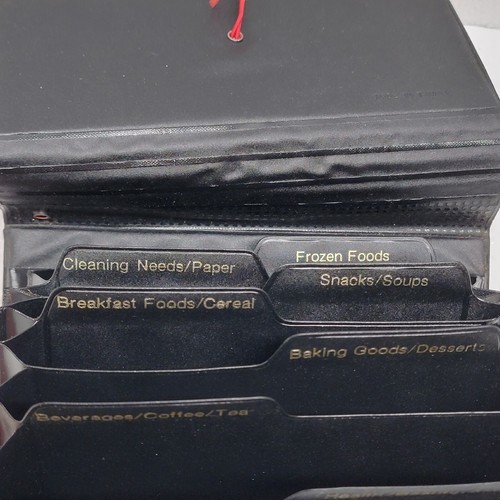 Frozen Foods
Cleaning Needs/Paper
Snacks/Soups
Breakfast Foods/Cereal
Baking Goods/Desserts
Beverages/Coffee/Tea